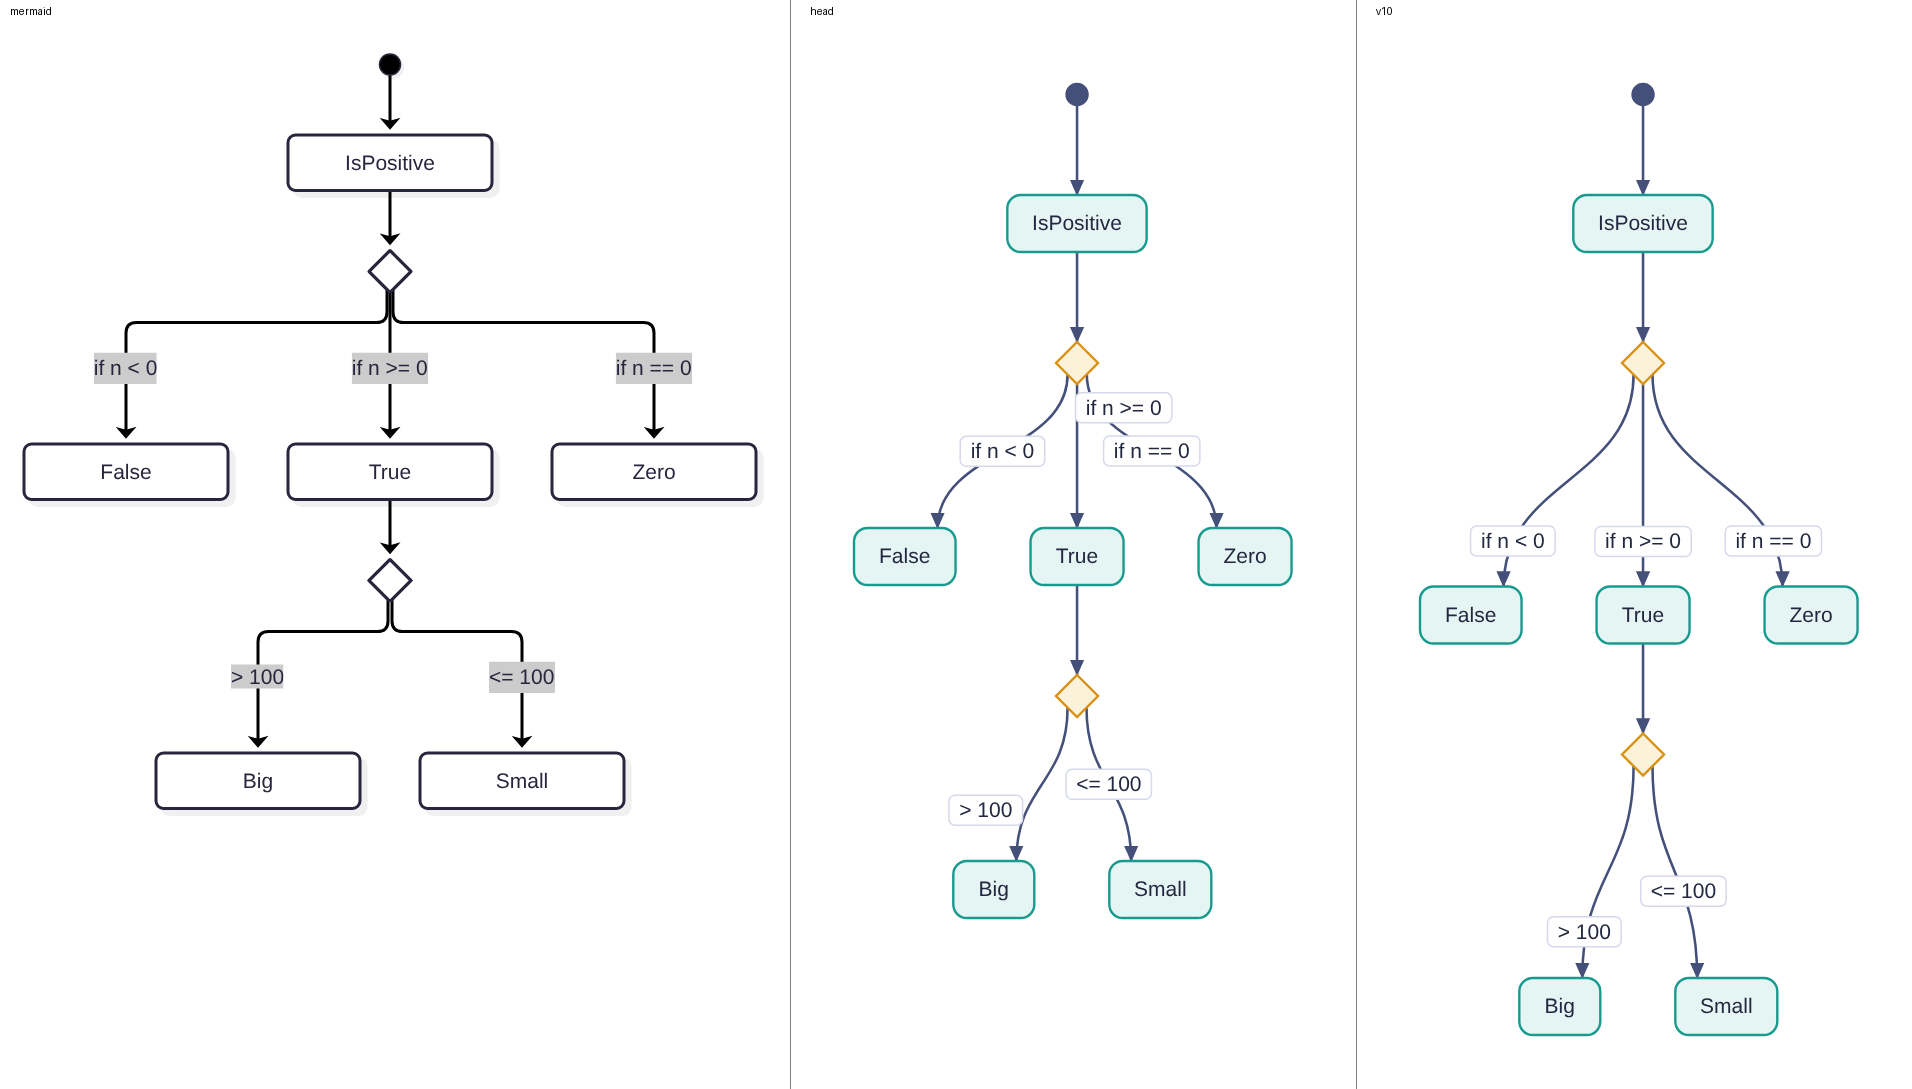 mermaid
IsPositive
if n < 0
if n >= 0
if n == 0
False
True
Zero
> 100
<= 100
Big
Small
head
IsPositive
if n >= 0
if n < 0
if n == 0
False
True
Zero
<= 100
> 100
Big
Small
v10
IsPositive
if n < 0
if n >= 0
if n == 0
False
True
Zero
<= 100
> 100
Big
Small